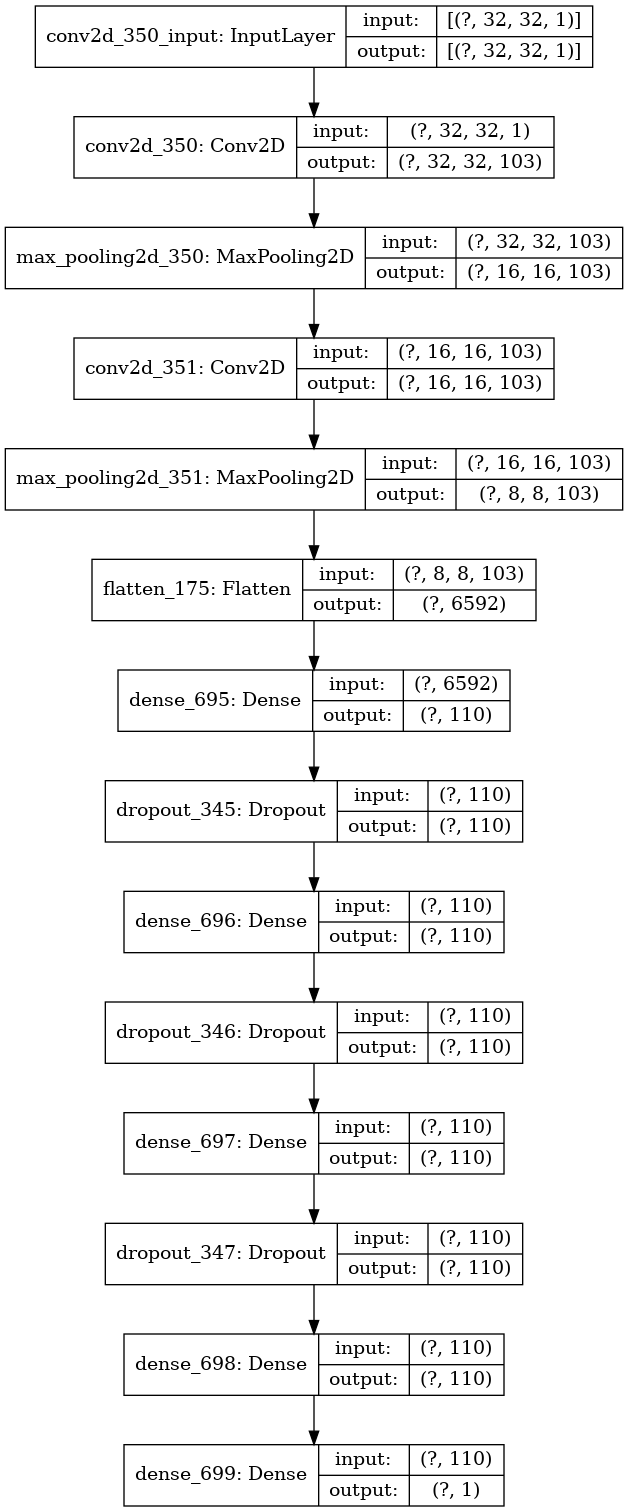 conv2d_350_input: InputLayer input: [(?, 32, 32, 1)]
output: [(?, 32, 32, 1)]
conv2d_350: Conv2D input: (?, 32, 32, 1)
output: (?, 32, 32, 103)
max_pooling2d_350: MaxPooling2D input: (?, 32, 32, 103)
output: (?, 16, 16, 103)
conv2d_351: Conv2D input: (?, 16, 16, 103)
output: (?, 16, 16, 103)
max_pooling2d_351: MaxPooling2D input: (?, 16, 16, 103)
output: (?, 8, 8, 103)
flatten_175: Flatten input: (?, 8, 8, 103)
output: (?, 6592)
dense_695: Dense input: (?, 6592)
output: (?, 110)
dropout_345: Dropout input: (?, 110)
output: (?, 110)
dense_696: Dense input: (?, 110)
output: (?, 110)
dropout_346: Dropout input: (?, 110)
output: (?, 110)
dense_697: Dense input: (?, 110)
output: (?, 110)
dropout_347: Dropout input: (?, 110)
output: (?, 110)
dense_698: Dense input: (?, 110)
output: (?, 110)
dense_699: Dense input: (?, 110)
output: (?, 1)